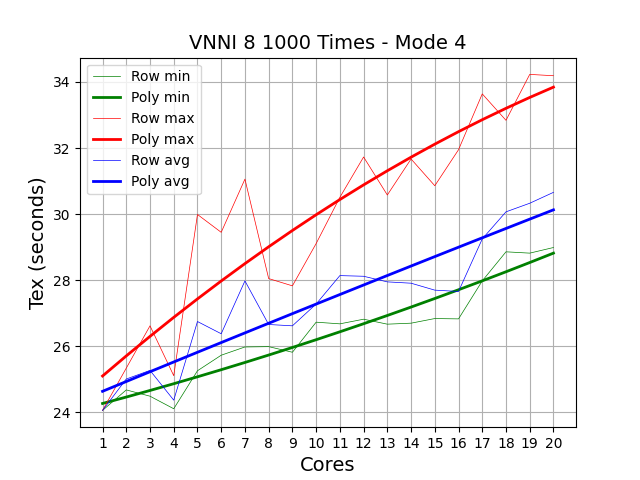 VNNI 8 1000 Times - Mode 4
Row min
Poly min
Row max
Poly max
Row avg
Poly avg
Tex (seconds)
34
32
30
28
26
24
1 2 3 4 5 6 7 8 9 10 11 12 13 14 15 16 17 18 19 20
Cores